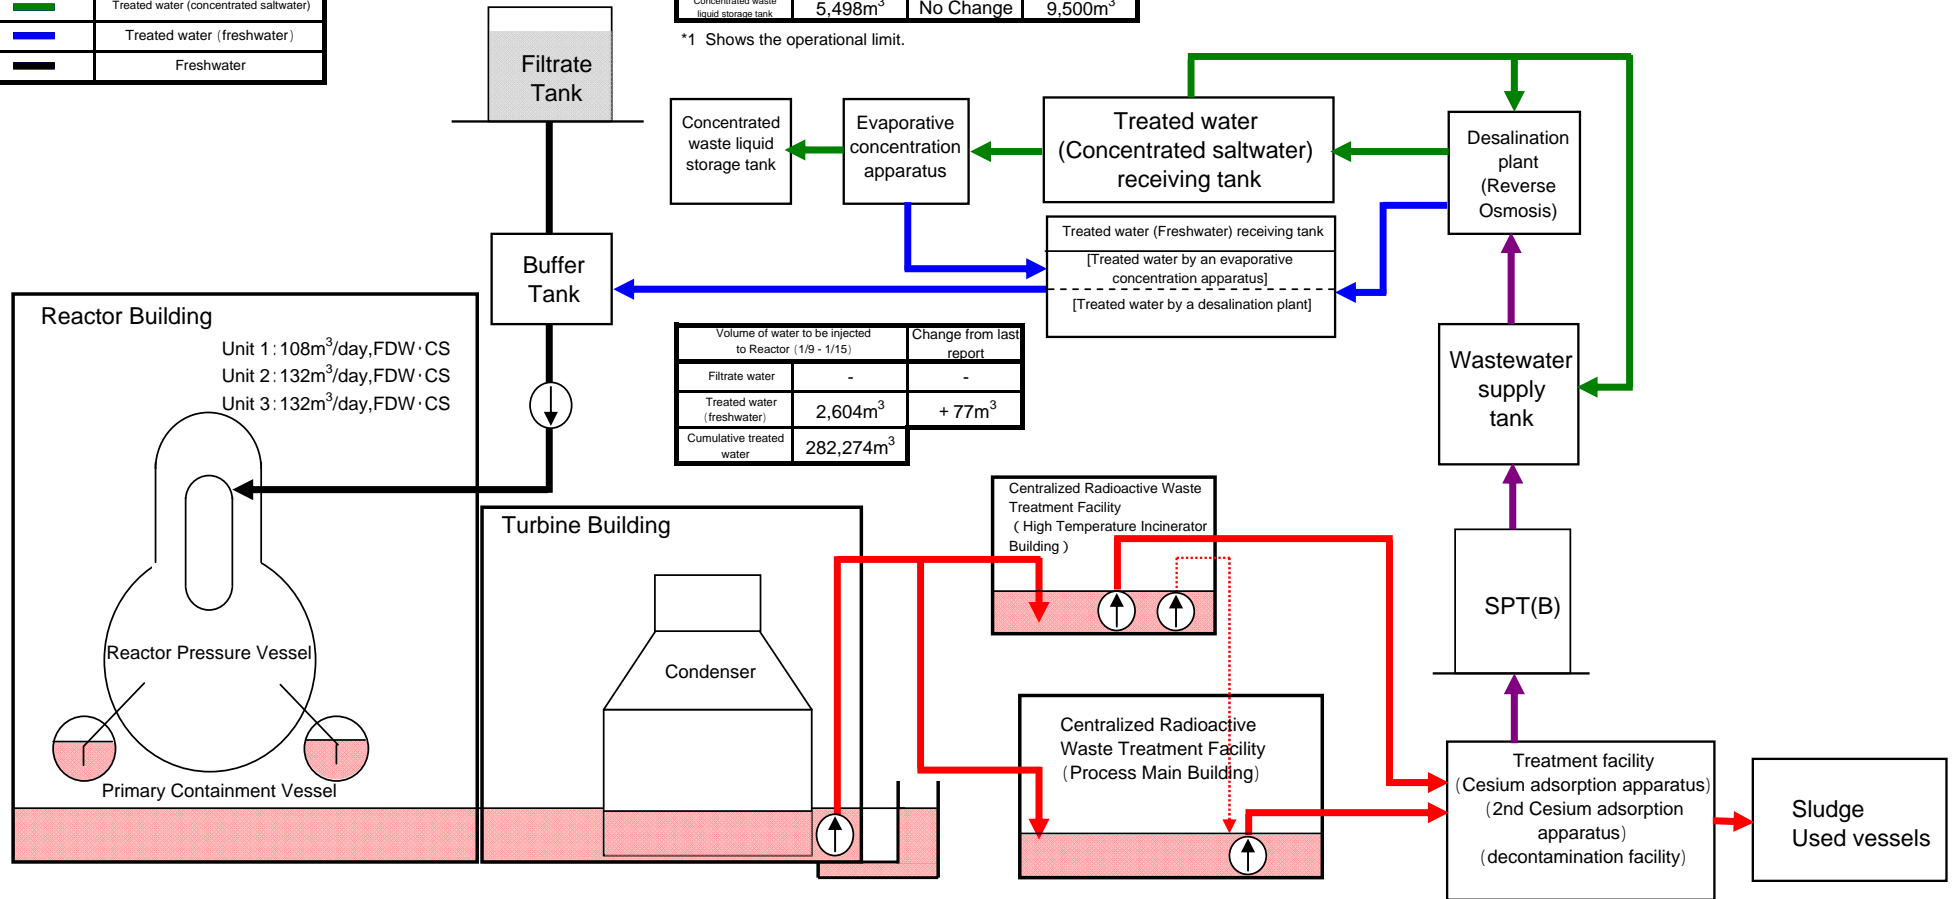 Treated water (concentrated saltwater)
Treated water (freshwater)
Freshwater
Concentrated waste
liquid storage tank
5,498m³
No Change
9,500m³
*1 Shows the operational limit.
Filtrate
Tank
Concentrated
waste liquid
storage tank
Evaporative
concentration
apparatus
Treated water
(Concentrated saltwater)
receiving tank
Desalination
plant
(Reverse
Osmosis)
Treated water (Freshwater) receiving tank
[Treated water by an evaporative
concentration apparatus]
[Treated water by a desalination plant]
Buffer
Tank
Reactor Building
Unit 1:108m³/day,FDW·CS
Unit 2:132m³/day,FDW·CS
Unit 3:132m³/day,FDW·CS
Volume of water to be injected
to Reactor (1/9 - 1/15)
Change from last
report
Filtrate water
-
-
Treated water
(freshwater)
2,604m³
+ 77m³
Cumulative treated
water
282,274m³
Wastewater
supply
tank
Centralized Radioactive Waste
Treatment Facility
( High Temperature Incinerator
Building )
Turbine Building
Condenser
SPT(B)
Reactor Pressure Vessel
Primary Containment Vessel
Centralized Radioactive
Waste Treatment Facility
(Process Main Building)
Treatment facility
(Cesium adsorption apparatus)
(2nd Cesium adsorption
apparatus)
(decontamination facility)
Sludge
Used vessels